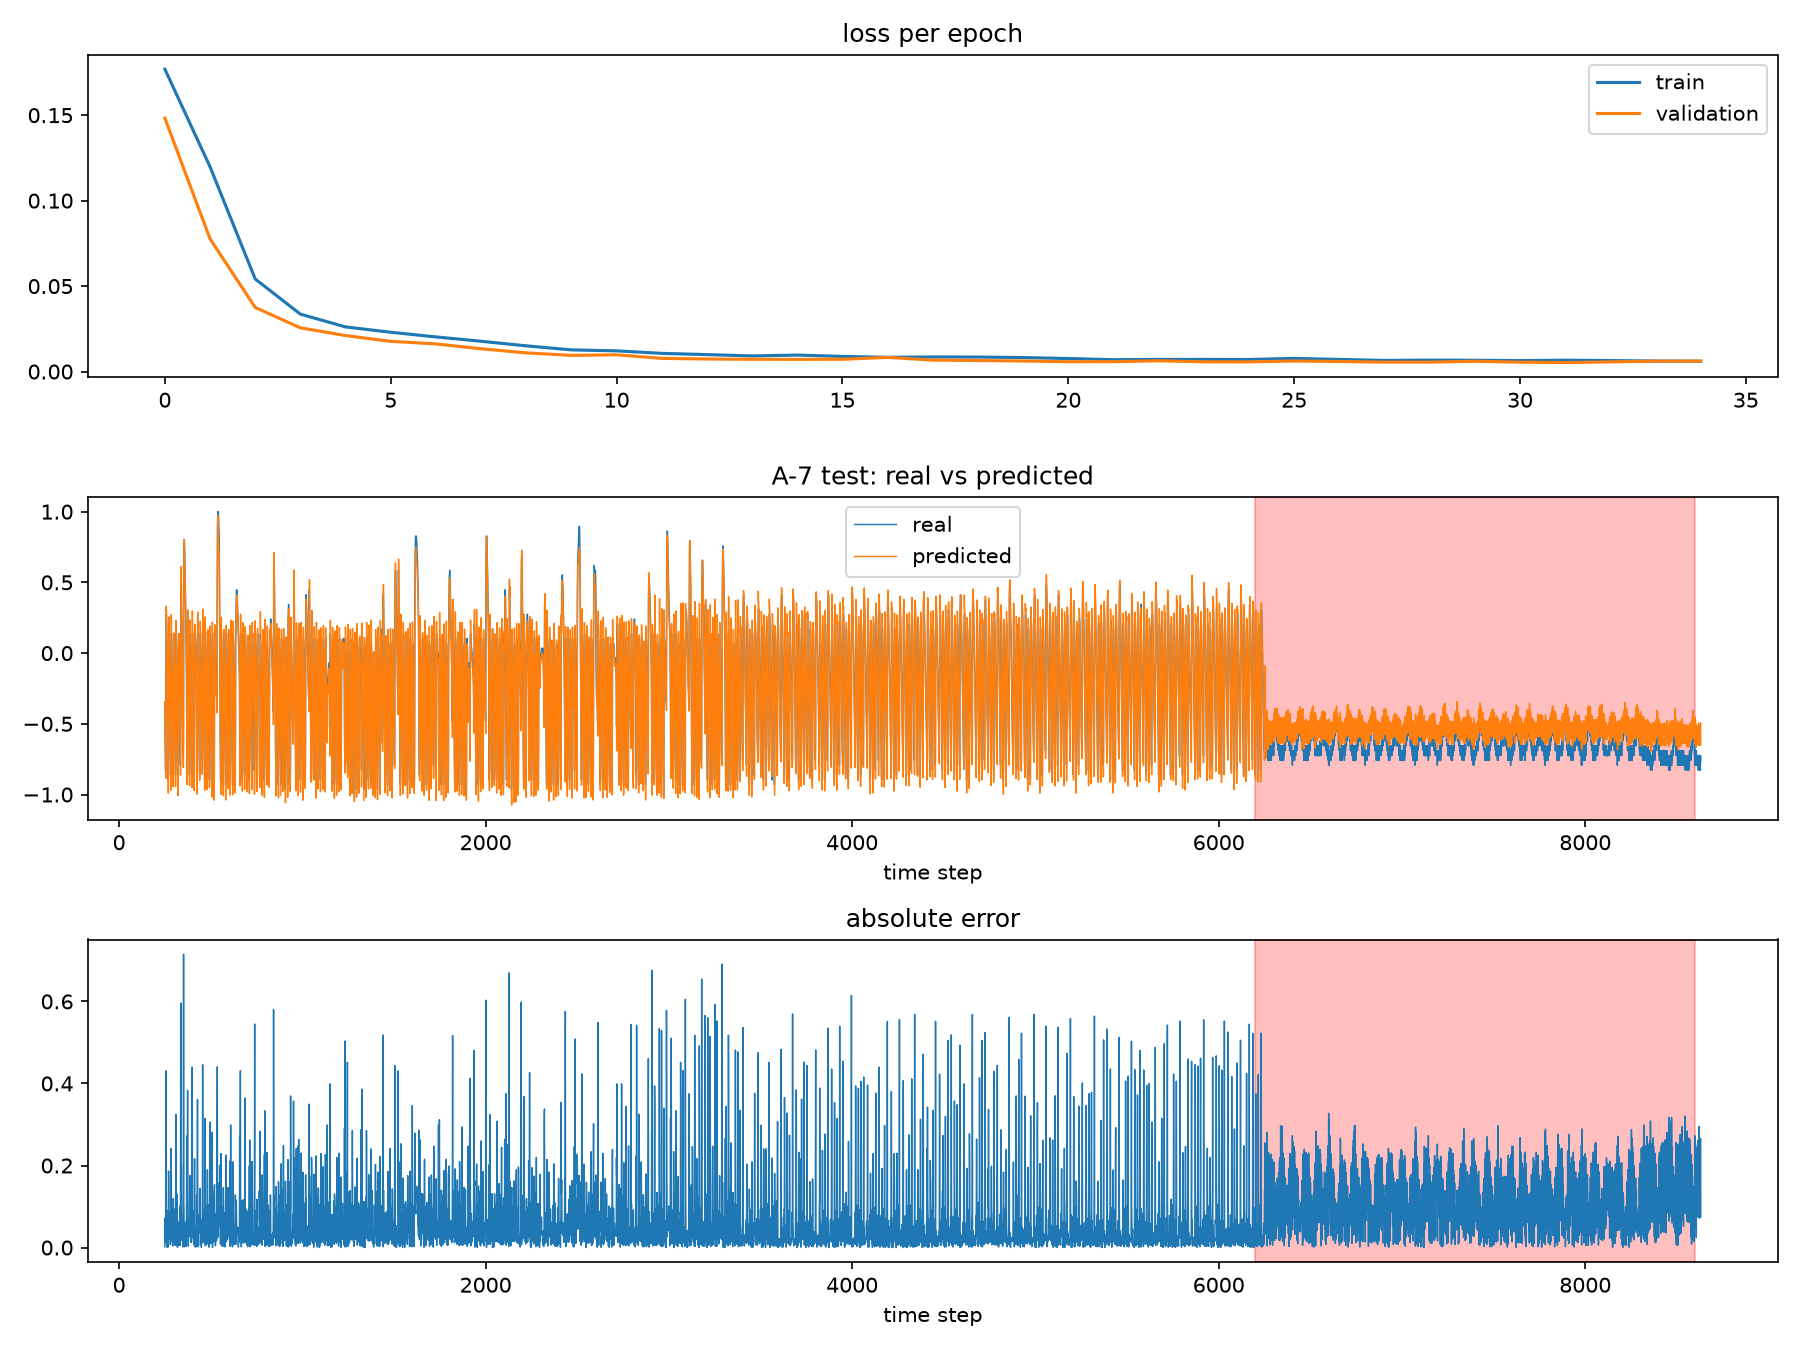 loss per epoch
train
validation
0.15
0.10
0.05
0.00
0 5 10 15 20 25 30 35
A-7 test: real vs predicted
real
predicted
1.0
0.5
0.0
−0.5
−1.0
0 2000 4000 6000 8000
time step
absolute error
0.6
0.4
0.2
0.0
0 2000 4000 6000 8000
time step